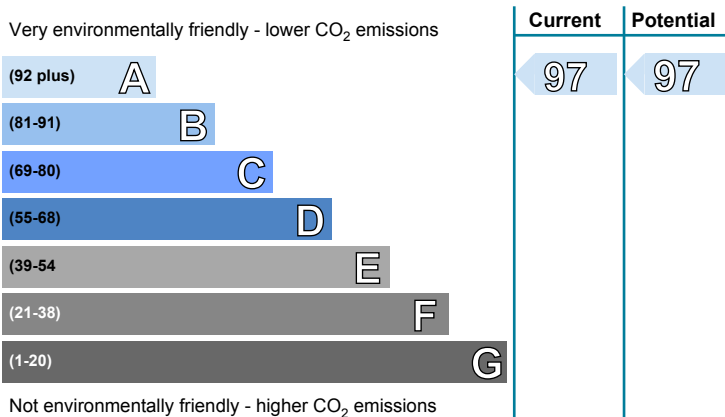 Current Potential
Very environmentally friendly - lower CO2 emissions
(92 plus) A 97 97
(81-91) B
(69-80) C
(55-68) D
(39-54 E
(21-38) F
(1-20) G
Not environmentally friendly - higher CO2 emissions